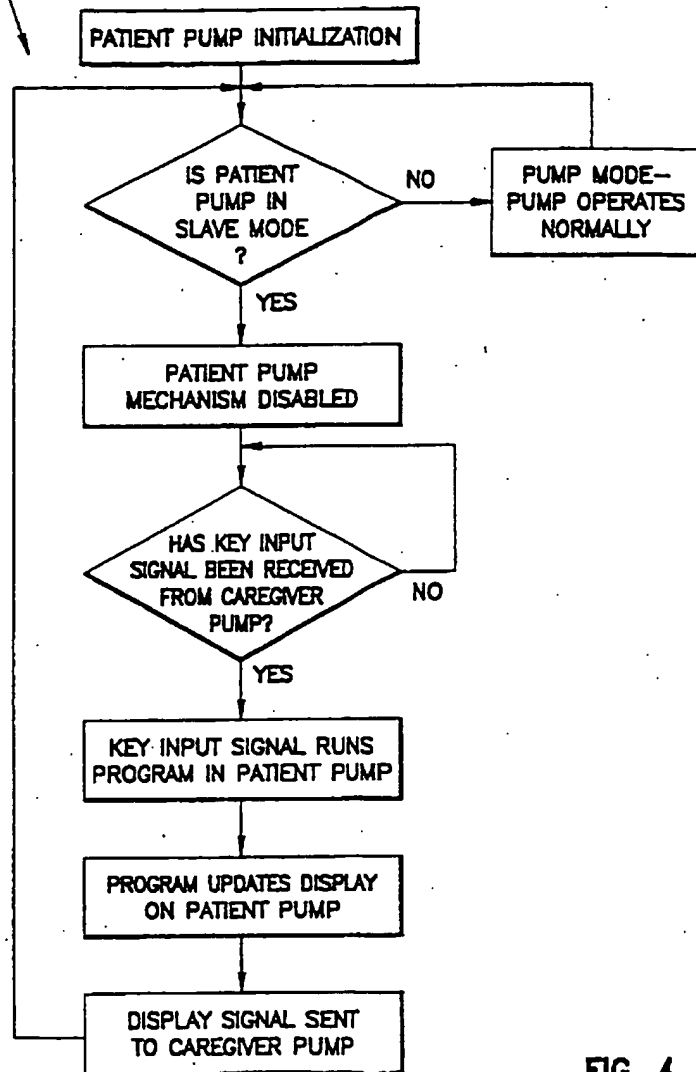 PATIENT PUMP INITIALIZATION
IS PATIENT
PUMP IN
SLAVE MODE
?
NO
PUMP MODE–
PUMP OPERATES
NORMALLY
YES
PATIENT PUMP
MECHANISM DISABLED
HAS KEY INPUT
SIGNAL BEEN RECEIVED
FROM CAREGIVER
PUMP?
NO
YES
KEY INPUT SIGNAL RUNS
PROGRAM IN PATIENT PUMP
PROGRAM UPDATES DISPLAY
ON PATIENT PUMP
DISPLAY SIGNAL SENT
TO CAREGIVER PUMP
FIG. 4